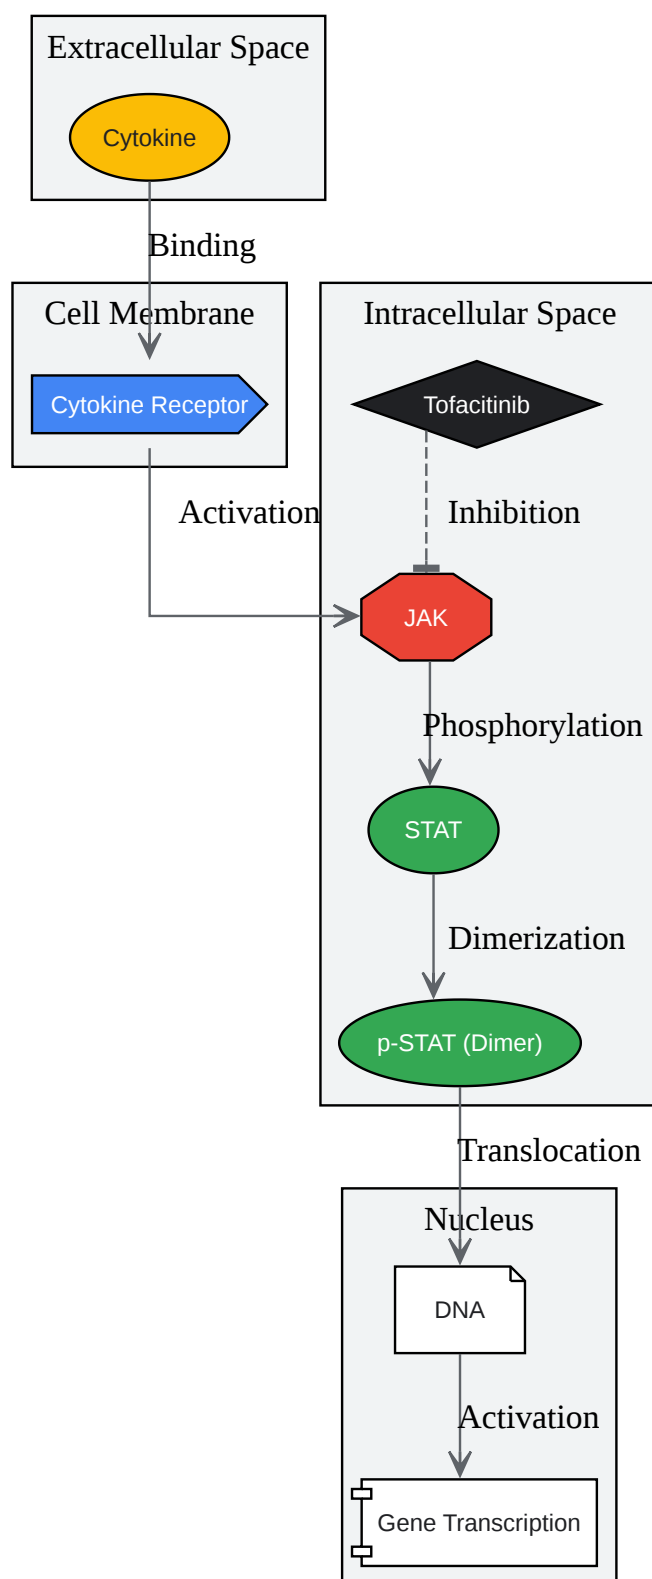 Extracellular Space
Cytokine
Binding
Cell Membrane
Cytokine Receptor
Activation
Intracellular Space
Tofacitinib
Inhibition
JAK
Phosphorylation
STAT
Dimerization
p-STAT (Dimer)
Translocation
Nucleus
DNA
Activation
Gene Transcription